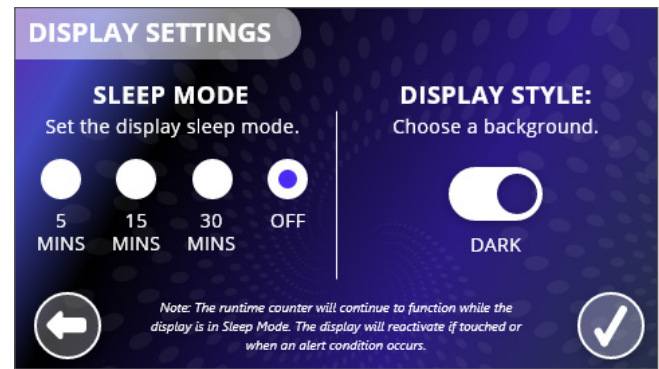 DISPLAY SETTINGS
SLEEP MODE
Set the display sleep mode.
5
MINS
15
MINS
30
MINS
OFF
DISPLAY STYLE:
Choose a background.
DARK
Note: The runtime counter will continue to function while the
display is in Sleep Mode. The display will reactivate if touched or
when an alert condition occurs.